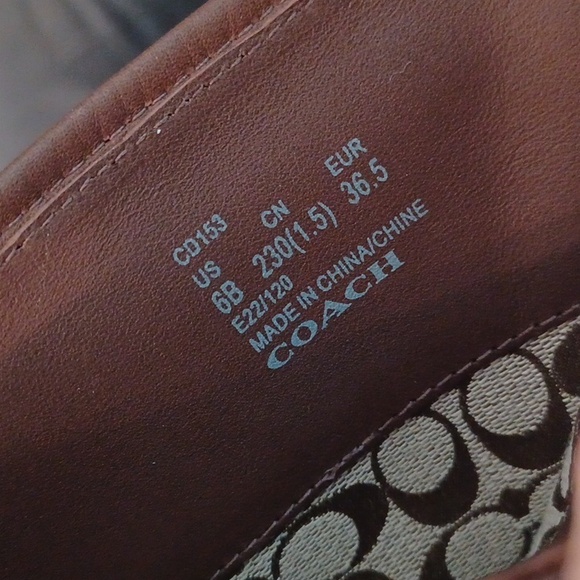 CD153
US CN EUR
6B 230(1.5) 36.5
E22/120
MADE IN CHINA/CHINE
COACH